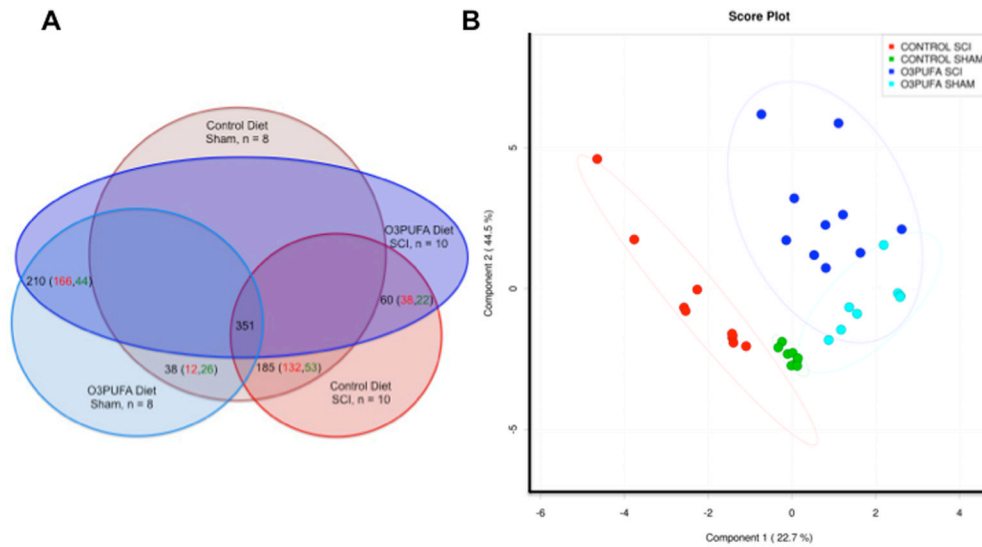 A
Control Diet
Sham, n = 8
O3PUFA Diet
SCI, n = 10
210 (166,44)
60 (38,22)
351
38 (12,26)
185 (132,53)
O3PUFA Diet
Sham, n = 8
Control Diet
SCI, n = 10
B
Score Plot
CONTROL SCI
CONTROL SHAM
O3PUFA SCI
O3PUFA SHAM
Component 2 ( 44.5 %)
5
0
-5
-6
-4
-2
0
2
4
Component 1 ( 22.7 %)